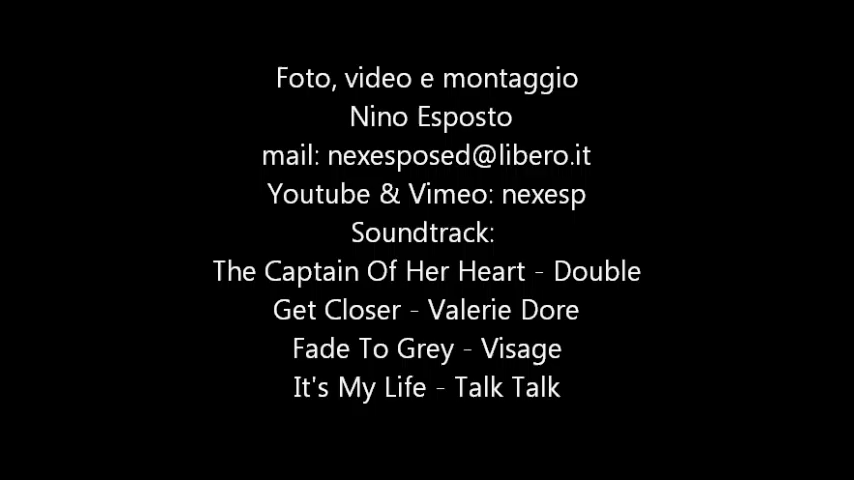 Foto, video e montaggio
Nino Esposto
mail: nexesposed@libero.it
Youtube & Vimeo: nexesp
Soundtrack:
The Captain Of Her Heart - Double
Get Closer - Valerie Dore
Fade To Grey - Visage
It's My Life - Talk Talk